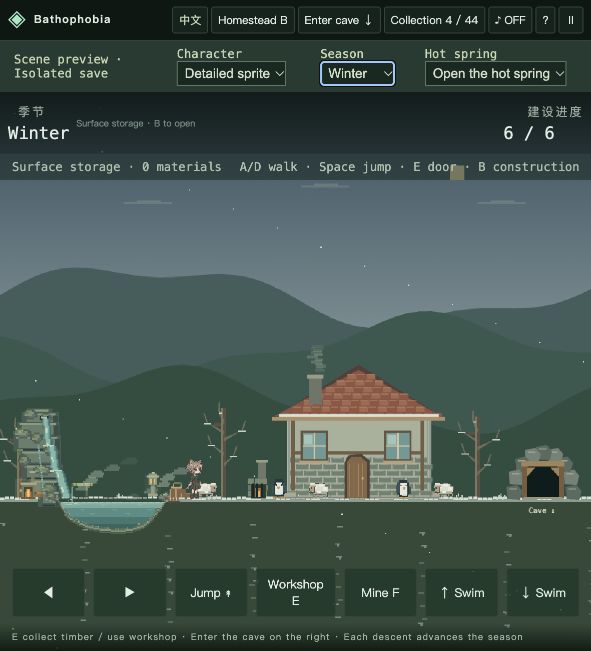 Bathophobia
中文
Homestead B
Enter cave ↓
Collection 4 / 44
♪ OFF
?
II
Scene preview ·
Isolated save
Character
Detailed sprite
Season
Winter
Hot spring
Open the hot spring
季节
Winter
Surface storage · B to open
建设进度
6 / 6
Surface storage · 0 materials
A/D walk · Space jump · E door · B construction
Cave ↓
◀
▶
Jump ↟
Workshop
E
Mine F
↑ Swim
↓ Swim
E collect timber / use workshop · Enter the cave on the right · Each descent advances the season